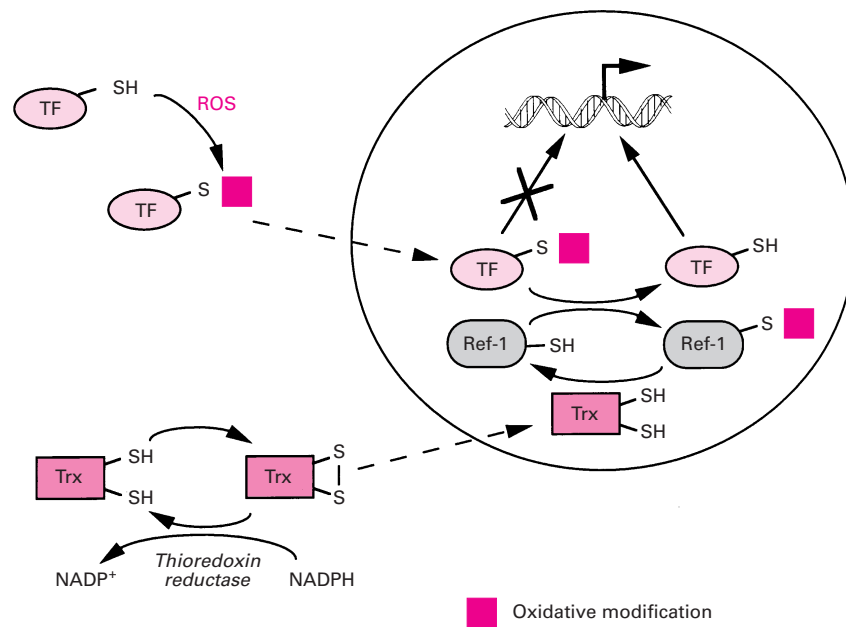 SH
TF
ROS
S
TF
S
TF
SH
TF
Ref-1
SH
S
Ref-1
SH
Trx
SH
SH
Trx
SH
S
Trx
S
Thioredoxin
reductase
NADP+
NADPH
Oxidative modification